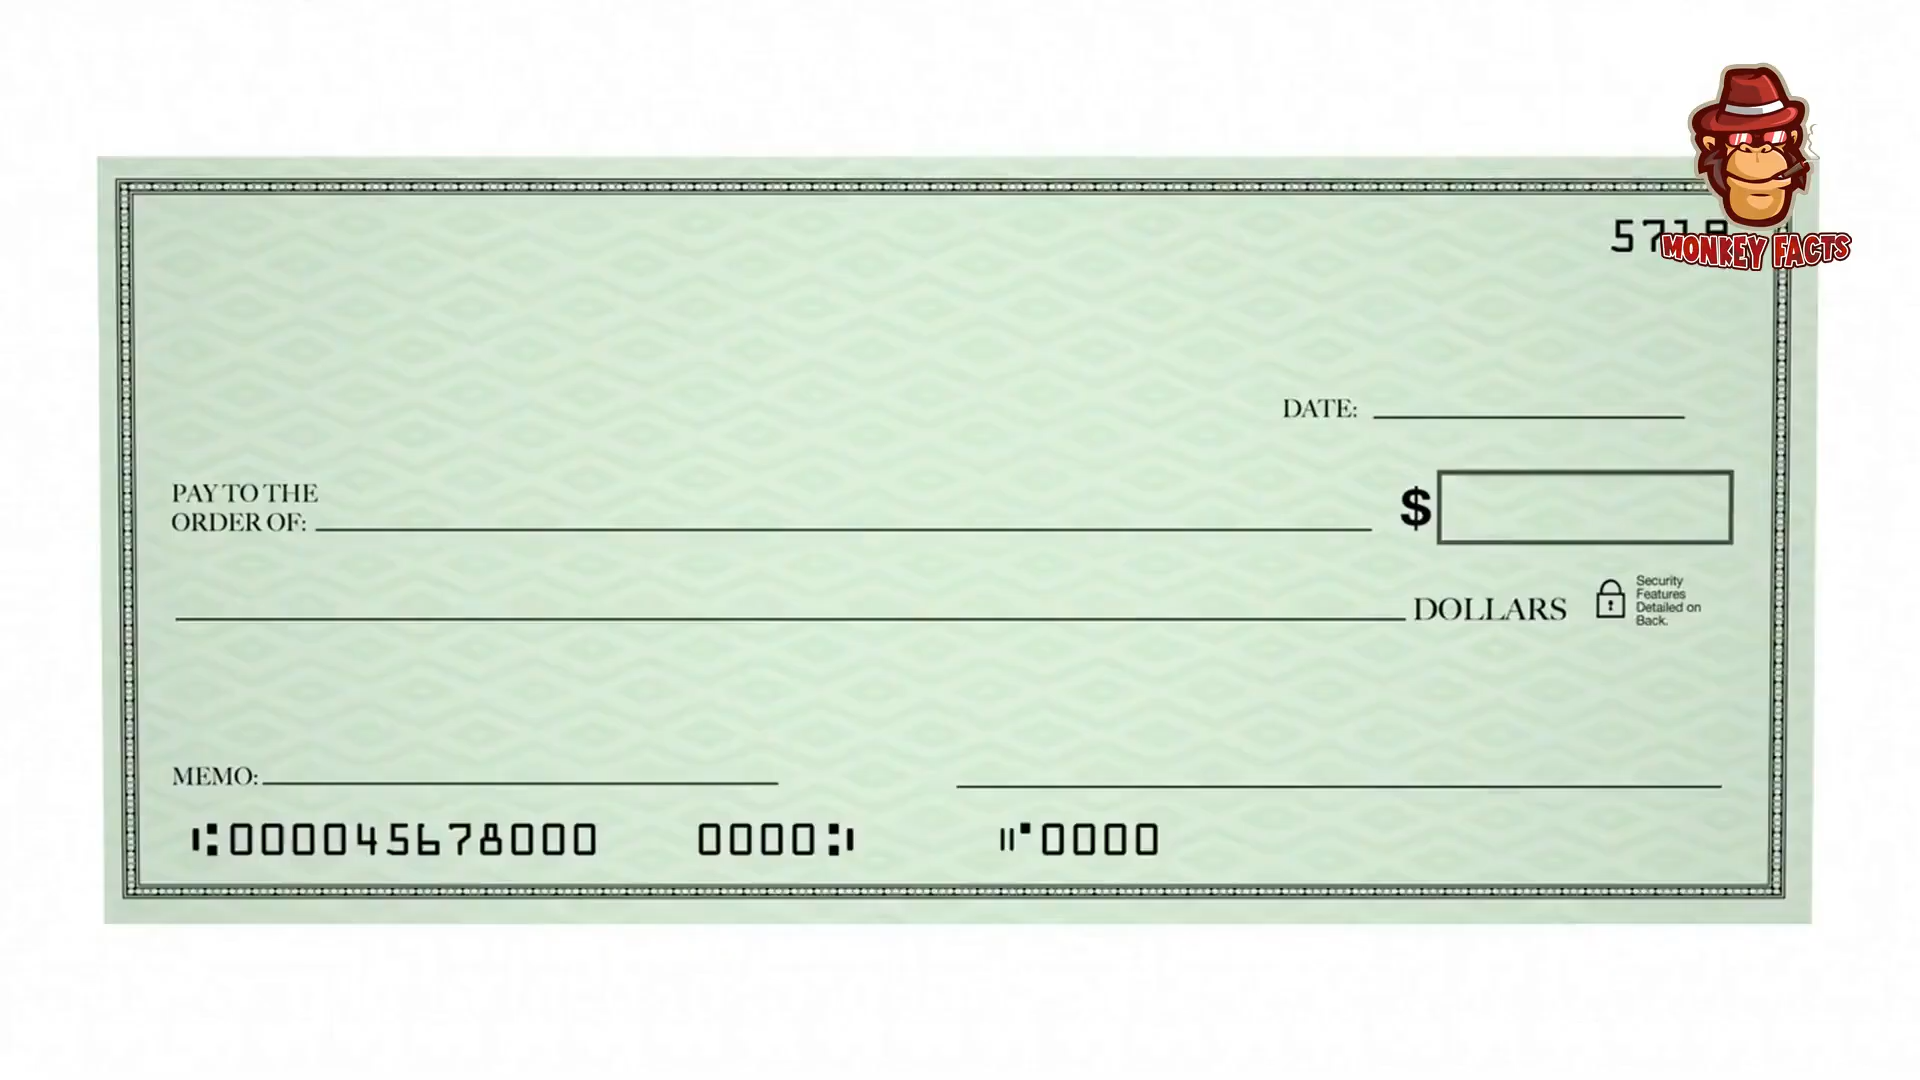 MONKEY FACTS
DATE:
PAY TO THE
ORDER OF:
$
DOLLARS
Security
Features
Detailed on
Back.
MEMO:
⑆000045678000 0000⑆ ⑈0000